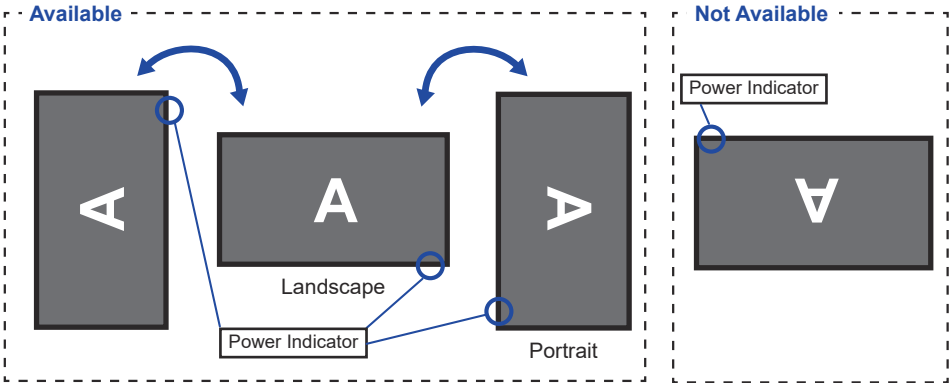 Available
A
A
A
Landscape
Power Indicator
Portrait
Not Available
Power Indicator
A